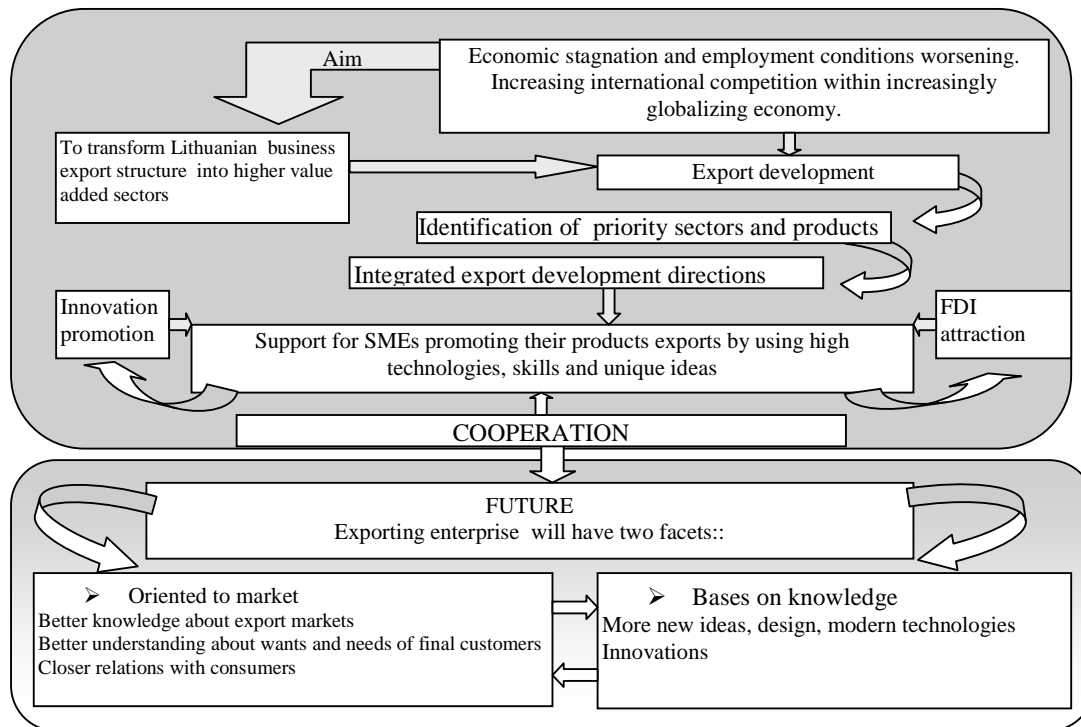 Aim
Economic stagnation and employment conditions worsening.
Increasing international competition within increasingly
globalizing economy.
To transform Lithuanian business
export structure into higher value
added sectors
Export development
Identification of priority sectors and products
Integrated export development directions
Innovation
promotion
FDI
attraction
Support for SMEs promoting their products exports by using high
technologies, skills and unique ideas
COOPERATION
FUTURE
Exporting enterprise will have two facets::
➢ Oriented to market
Better knowledge about export markets
Better understanding about wants and needs of final customers
Closer relations with consumers
➢ Bases on knowledge
More new ideas, design, modern technologies
Innovations